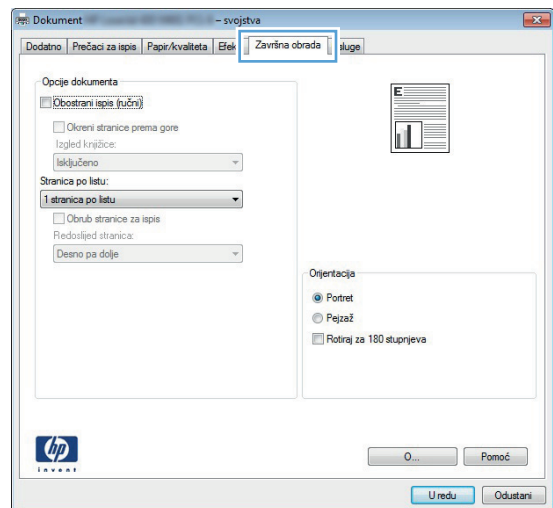 Dokument
– svojstva
Dodatno Prečaci za ispis Papir/kvaliteta Završna obrada
Opcije dokumenta
Obostrani ispis (ručni)
Okreni stranice prema gore
Izgled knjižice:
Isključeno
Stranica po listu:
1 stranica po listu
Obrub stranice za ispis
Redoslijed stranica:
Desno pa dolje
E
Orijentacija
Portret
Pejzaž
Rotiraj za 180 stupnjeva
hp
invent
O... Pomoć
U redu Odustani